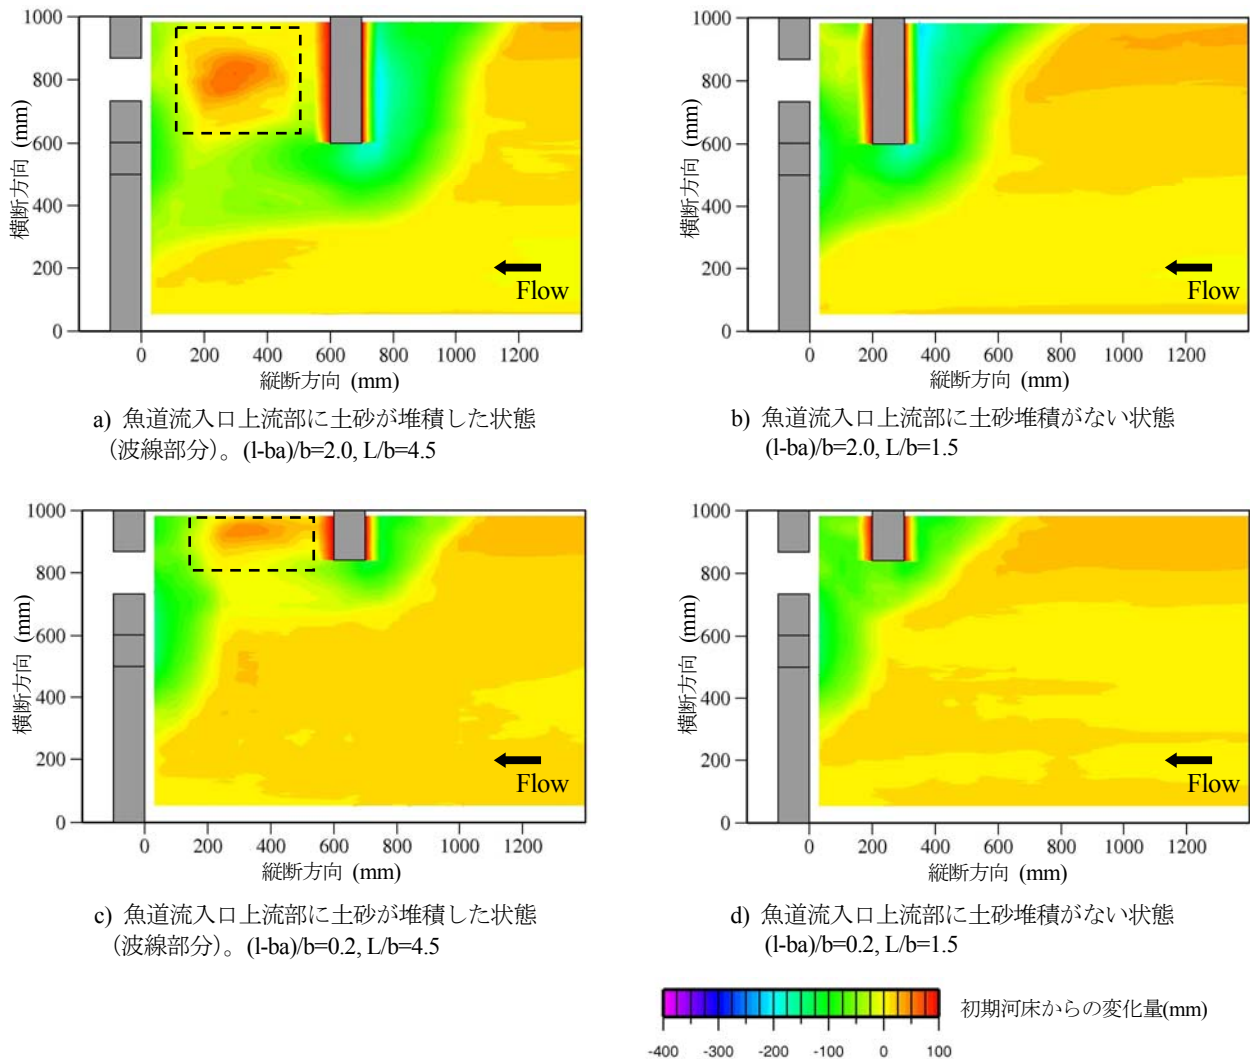 1000
800
600
400
200
0
横断方向 (mm)
Flow
0 200 400 600 800 1000 1200
縦断方向 (mm)
a) 魚道流入口上流部に土砂が堆積した状態
(波線部分)。(l-ba)/b=2.0, L/b=4.5
1000
800
600
400
200
0
横断方向 (mm)
Flow
0 200 400 600 800 1000 1200
縦断方向 (mm)
b) 魚道流入口上流部に土砂堆積がない状態
(l-ba)/b=2.0, L/b=1.5
1000
800
600
400
200
0
横断方向 (mm)
Flow
0 200 400 600 800 1000 1200
縦断方向 (mm)
c) 魚道流入口上流部に土砂が堆積した状態
(波線部分)。(l-ba)/b=0.2, L/b=4.5
1000
800
600
400
200
0
横断方向 (mm)
Flow
0 200 400 600 800 1000 1200
縦断方向 (mm)
d) 魚道流入口上流部に土砂堆積がない状態
(l-ba)/b=0.2, L/b=1.5
初期河床からの変化量(mm)
-400 -300 -200 -100 0 100